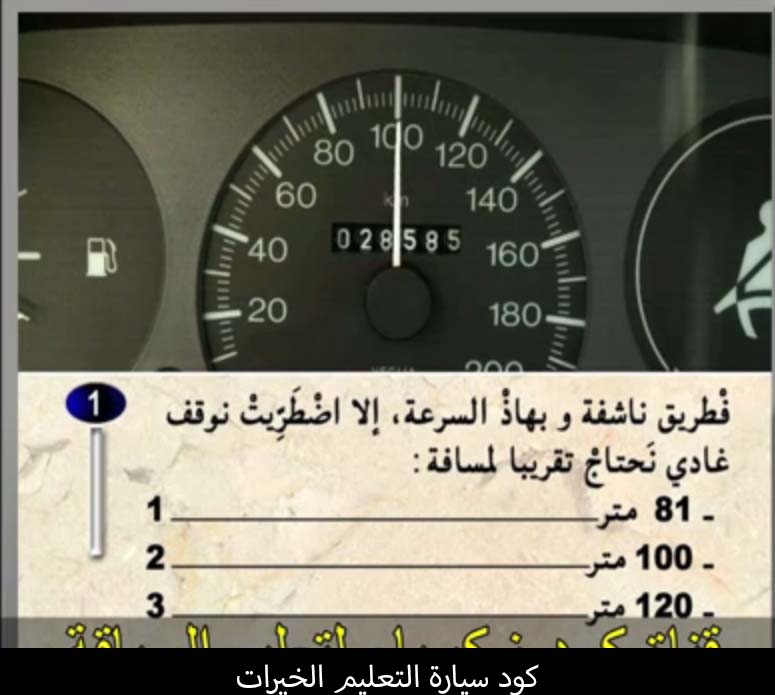 80
100
120
60
km
140
028585
40
160
20
180
200
1
فْطريق ناشفة و بهاذْ السرعة، إلا اضْطَرّيتْ نوقف
غادي نَحتاجْ تقريبا لمسافة :
ـ 81 متر 1
ـ 100 متر 2
ـ 120 متر 3
كود سيارة التعليم الخيرات